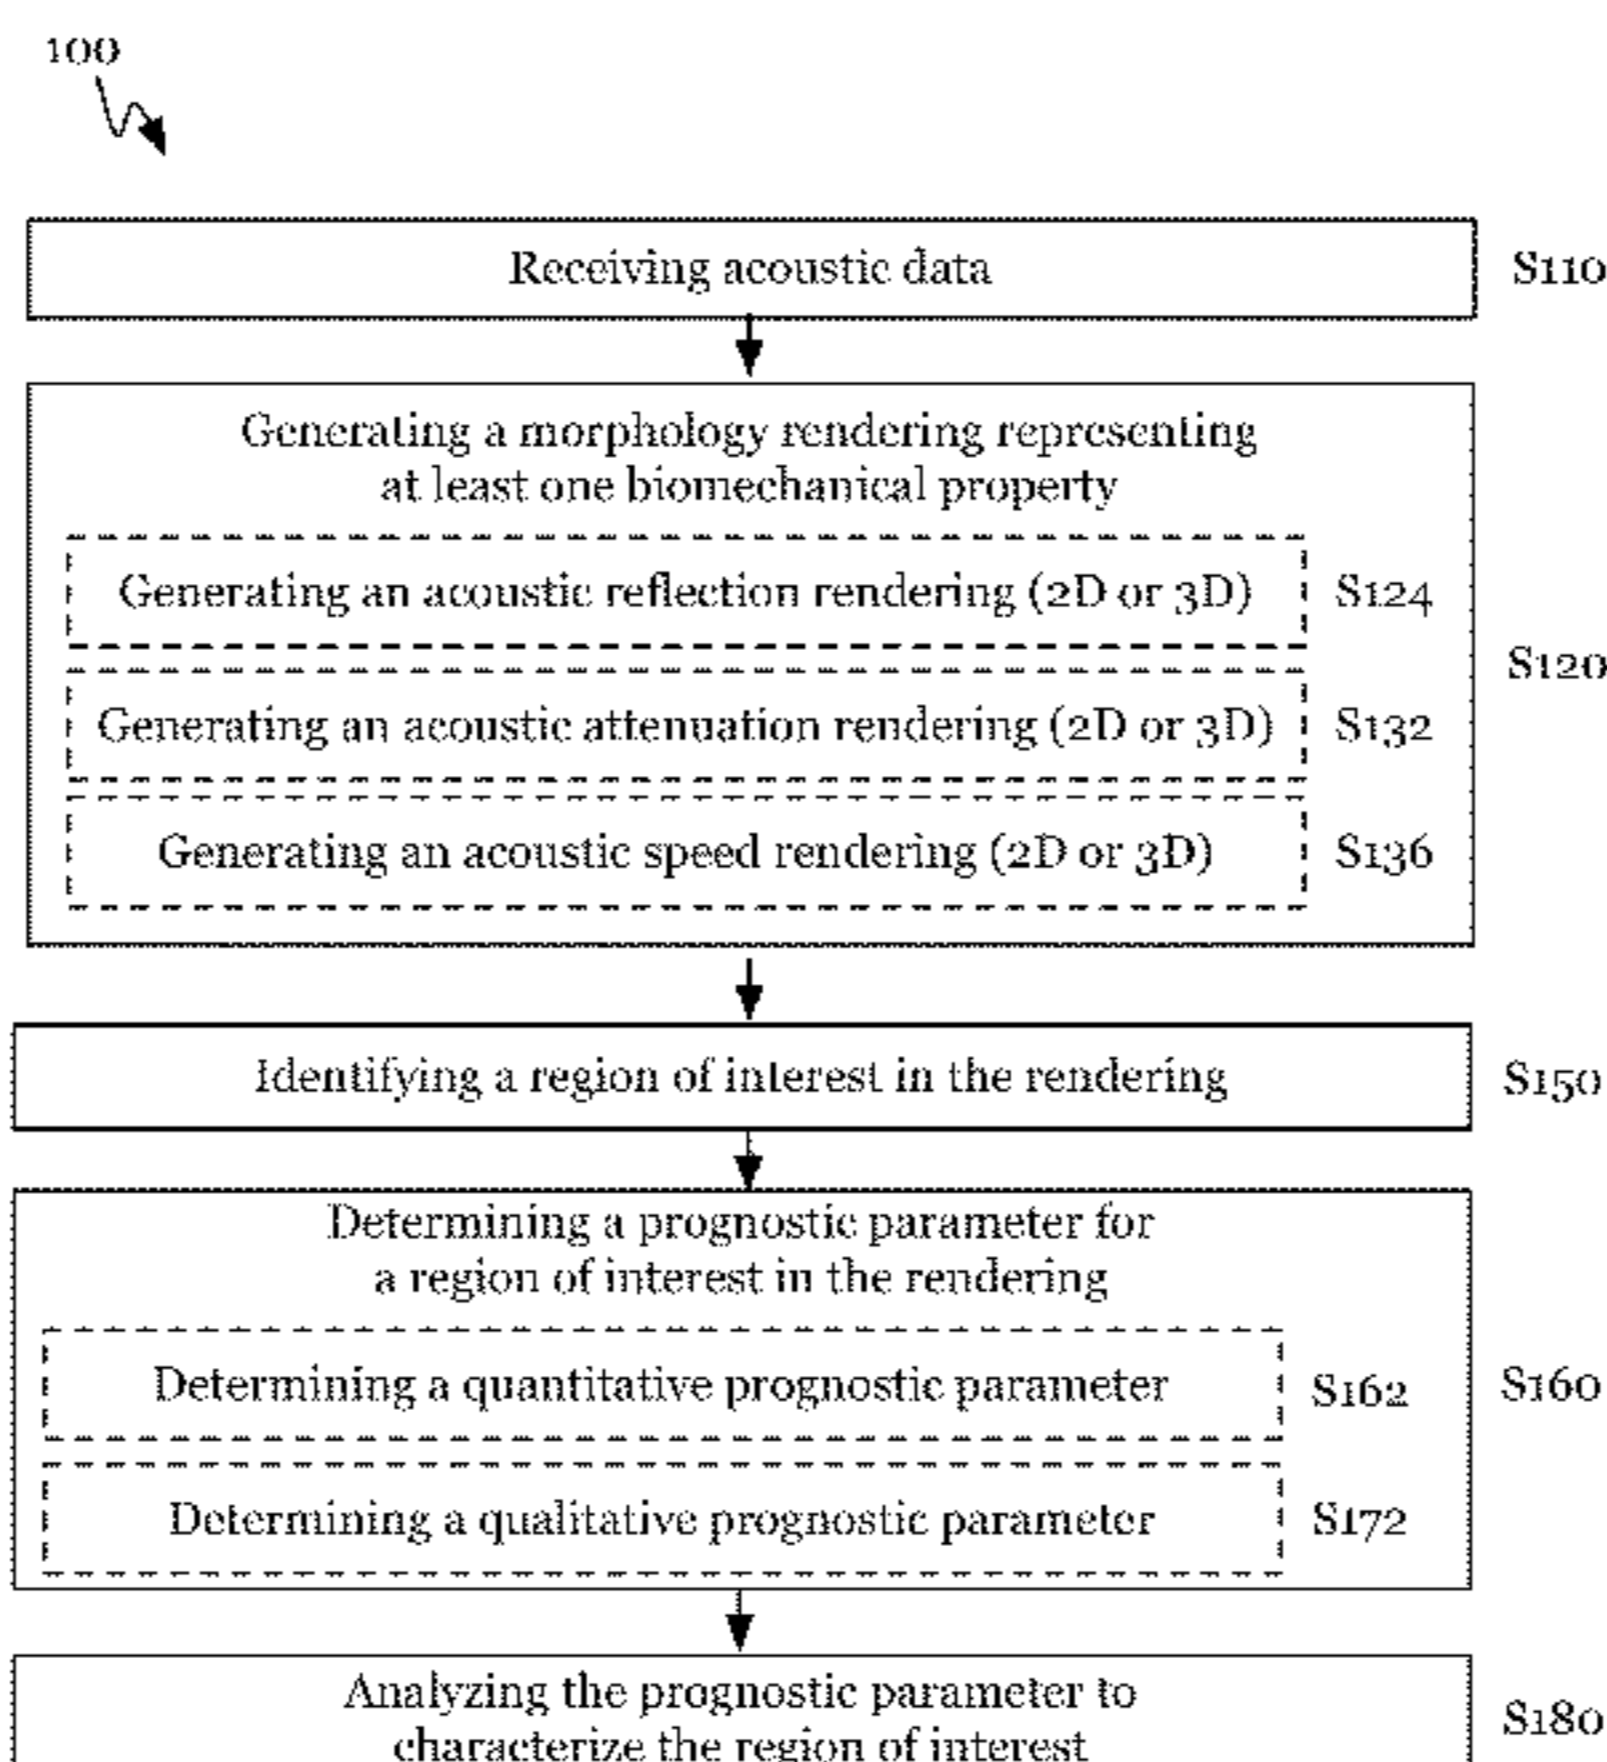 100
Receiving acoustic data
S110
Generating a morphology rendering representing
at least one biomechanical property
Generating an acoustic reflection rendering (2D or 3D)
S124
S120
Generating an acoustic attenuation rendering (2D or 3D)
S132
Generating an acoustic speed rendering (2D or 3D)
S136
Identifying a region of interest in the rendering
S150
Determining a prognostic parameter for
a region of interest in the rendering
Determining a quantitative prognostic parameter
S162
S160
Determining a qualitative prognostic parameter
S172
Analyzing the prognostic parameter to
characterize the region of interest
S180